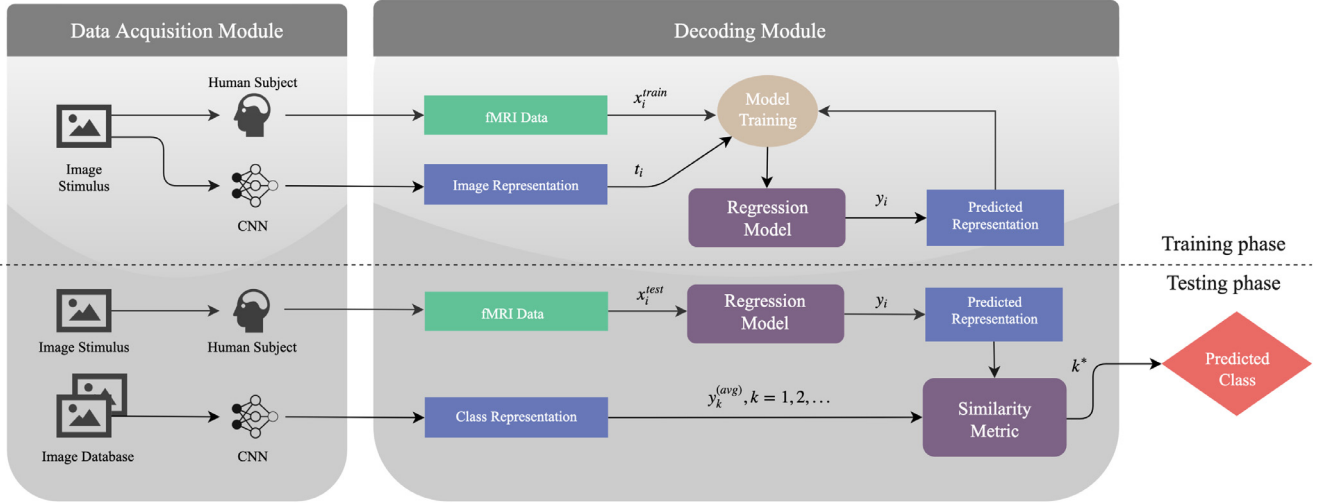 Data Acquisition Module
Decoding Module
Human Subject
Image
Stimulus
CNN
fMRI Data
x_i^{train}
Model
Training
Image Representation
t_i
Regression
Model
y_i
Predicted
Representation
Training phase
Testing phase
Image Stimulus
Human Subject
fMRI Data
x_i^{test}
Regression
Model
y_i
Predicted
Representation
k*
Predicted
Class
Image Database
CNN
Class Representation
y_k^{(avg)}, k = 1, 2, . . .
Similarity
Metric